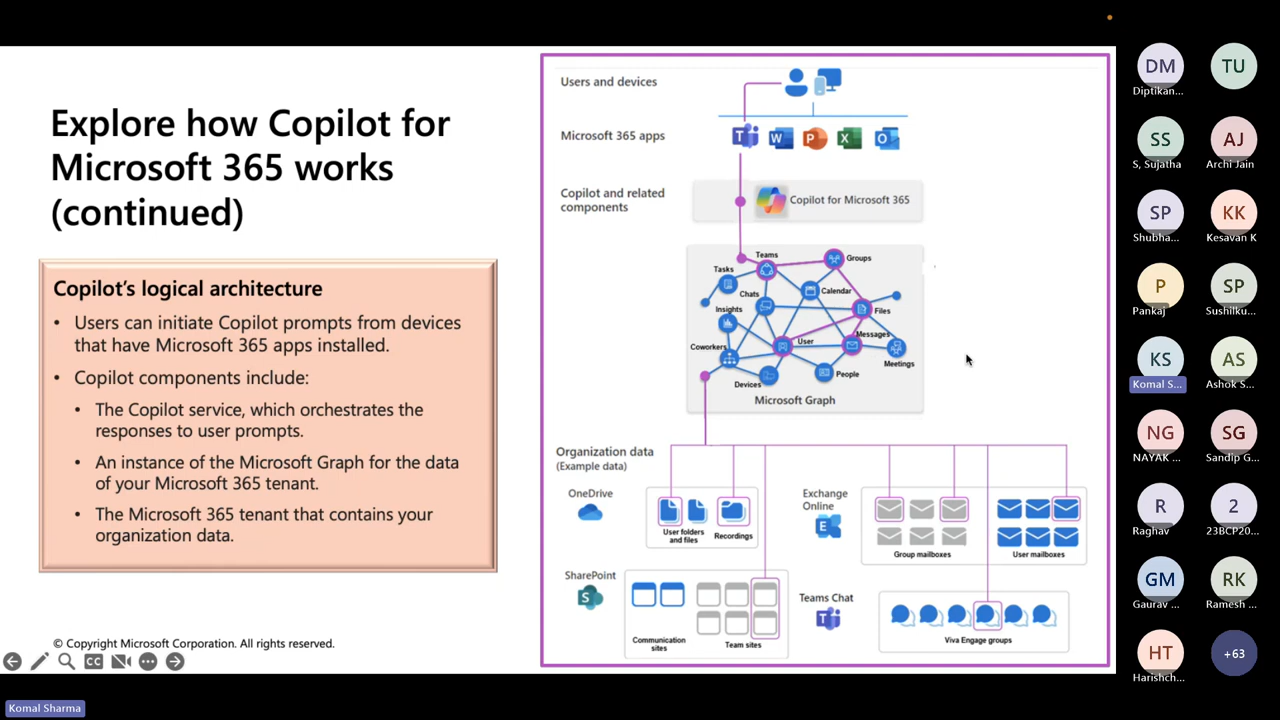 Explore how Copilot for
Microsoft 365 works
(continued)
Copilot's logical architecture
• Users can initiate Copilot prompts from devices
that have Microsoft 365 apps installed.
• Copilot components include:
• The Copilot service, which orchestrates the
responses to user prompts.
• An instance of the Microsoft Graph for the data
of your Microsoft 365 tenant.
• The Microsoft 365 tenant that contains your
organization data.
© Copyright Microsoft Corporation. All rights reserved.
CC
Komal Sharma
Users and devices
Microsoft 365 apps
T W P X O
Copilot and related
components
Copilot for Microsoft 365
Teams
Groups
Tasks
Chats
Calendar
Insights
Files
Messages
User
Coworkers
Meetings
Devices
People
Microsoft Graph
Organization data
(Example data)
OneDrive
User folders
and files
Recordings
Exchange
Online
E
Group mailboxes
User mailboxes
SharePoint
S
Communication
sites
Team sites
Teams Chat
T
Viva Engage groups
DM
Diptikan...
TU
SS
S, Sujatha
AJ
Archi Jain
SP
Shubha...
KK
Kesavan K
P
Pankaj
SP
Sushilku...
KS
Komal S...
AS
Ashok S...
NG
NAYAK ...
SG
Sandip G...
R
Raghav
2
23BCP20...
GM
Gaurav ...
RK
Ramesh ...
HT
Harishch...
+63